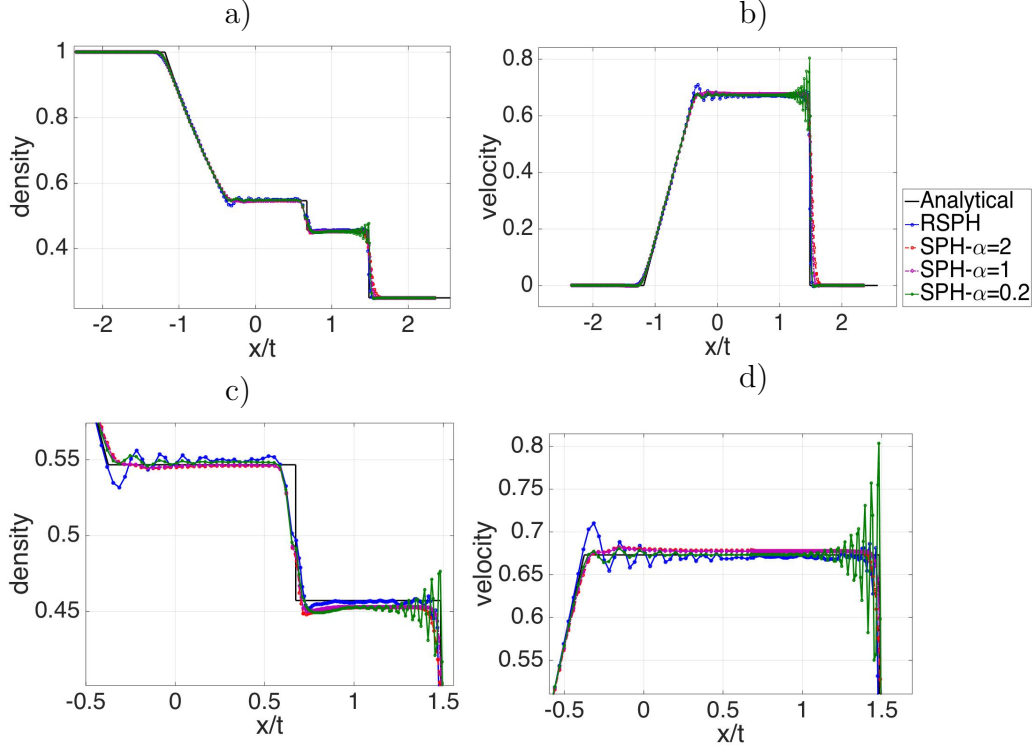 a)
1
0.8
0.6
0.4
density
-2
-1
0
1
2
x/t
b)
0.8
0.6
0.4
0.2
0
velocity
-2
-1
0
1
2
x/t
Analytical
RSPH
SPH-α=2
SPH-α=1
SPH-α=0.2
c)
0.55
0.5
0.45
density
-0.5
0
0.5
1
1.5
x/t
d)
0.8
0.75
0.7
0.65
0.6
0.55
velocity
-0.5
0
0.5
1
1.5
x/t